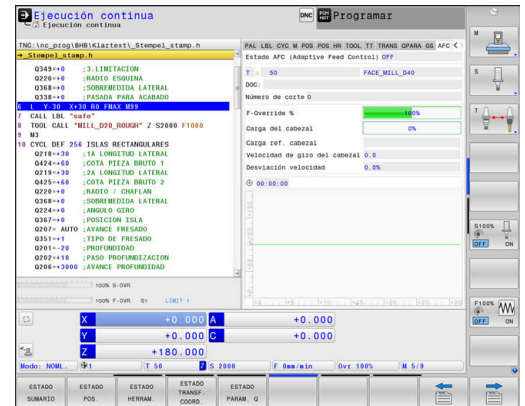 Ejecución continua
Ejecución continua
DNC
Programar
TNC:\nc_prog\BHB\Klartext\_Stempel_stamp.h
→_Stempel_stamp.h
Q349=+0 ;3.LIMITACION
Q220=+0 ;RADIO ESQUINA
Q368=+0 ;SOBREMEDIDA LATERAL
Q338=+0 ;PASADA PARA ACABADO
6 L Y-30 X+30 R0 FMAX M99
7 CALL LBL "safe"
8 TOOL CALL "MILL_D20_ROUGH" Z S2000 F1000
9 M3
10 CYCL DEF 256 ISLAS RECTANGULARES
Q218=+30 ;1A LONGITUD LATERAL
Q424=+60 ;COTA PIEZA BRUTO 1
Q219=+30 ;2A LONGITUD LATERAL
Q425=+60 ;COTA PIEZA BRUTO 2
Q220=+0 ;RADIO / CHAFLAN
Q368=+0 ;SOBREMEDIDA LATERAL
Q224=+0 ;ANGULO GIRO
Q367=+0 ;POSICION ISLA
Q207= AUTO ;AVANCE FRESADO
Q351=+1 ;TIPO DE FRESADO
Q201=-20 ;PROFUNDIDAD
Q202=+10 ;PASO PROFUNDIZACION
Q206=+3000 ;AVANCE PROFUNDIDAD
100% S-OVR
100% F-OVR S1 LIMIT 1
PAL LBL CYC M POS POS HR TOOL TT TRANS QPARA GS AFC
Estado AFC (Adaptive Feed Control) OFF
T : 50 FACE_MILL_D40
DOC:
Número de corte 0
F-Override % 100%
Carga del cabezal 0%
Carga ref. cabezal
Velocidad de giro del cabezal 0.0
Desviación velocidad 0.0%
00:00:00
X +0.000 A +0.000
Y +0.000 C +0.000
Z +180.000
Modo: NOML. 1 T 50 Z S 2000 F 0mm/min Ovr 100% M 5/9
M
S
T
S100%
OFF ON
F100%
OFF ON
ESTADO SUMARIO
ESTADO POS.
ESTADO HERRAM.
ESTADO TRANSF. COORD.
ESTADO PARAM. Q